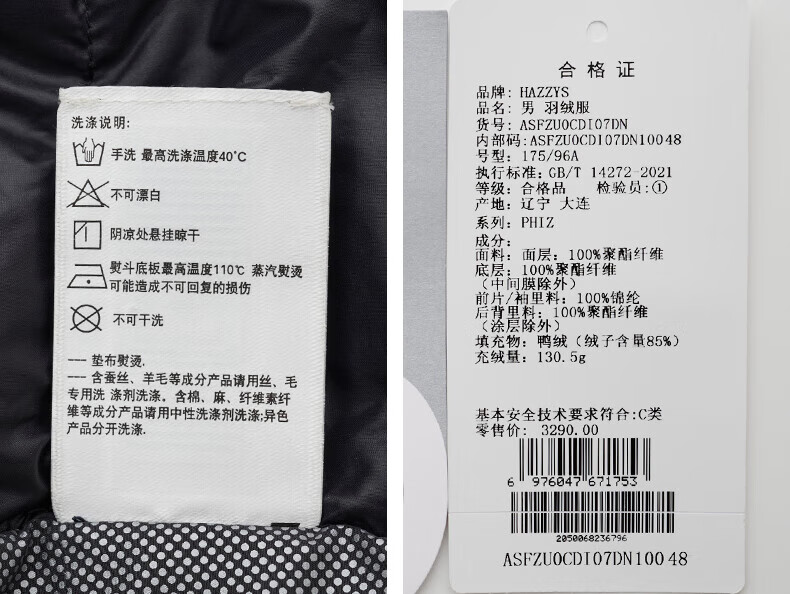 洗涤说明:
手洗 最高洗涤温度40°C
不可漂白
阴凉处悬挂晾干
熨斗底板最高温度110℃ 蒸汽熨烫
可能造成不可回复的损伤
不可干洗
--- 垫布熨烫.
--- 含蚕丝、羊毛等成分产品请用丝、毛
专用洗 涤剂洗涤。含棉、麻、纤维素纤
维等成分产品请用中性洗涤剂洗涤;异色
产品分开洗涤.
合格证
品牌: HAZZYS
品名: 男 羽绒服
货号: ASFZU0CDI07DN
内部码:ASFZU0CDI07DN10048
号型: 175/96A
执行标准: GB/T 14272-2021
等级: 合格品 检验员:①
产地: 辽宁 大连
系列: PHIZ
成分:
面料: 面层: 100%聚酯纤维
底层: 100%聚酯纤维
(中间膜除外)
前片/袖里料: 100%锦纶
后背里料: 100%聚酯纤维
(涂层除外)
填充物: 鸭绒 (绒子含量85%)
充绒量: 130.5g
基本安全技术要求符合:C类
零售价: 3290.00
6 976047 671753
2050068236796
ASFZU0CDI07DN10048